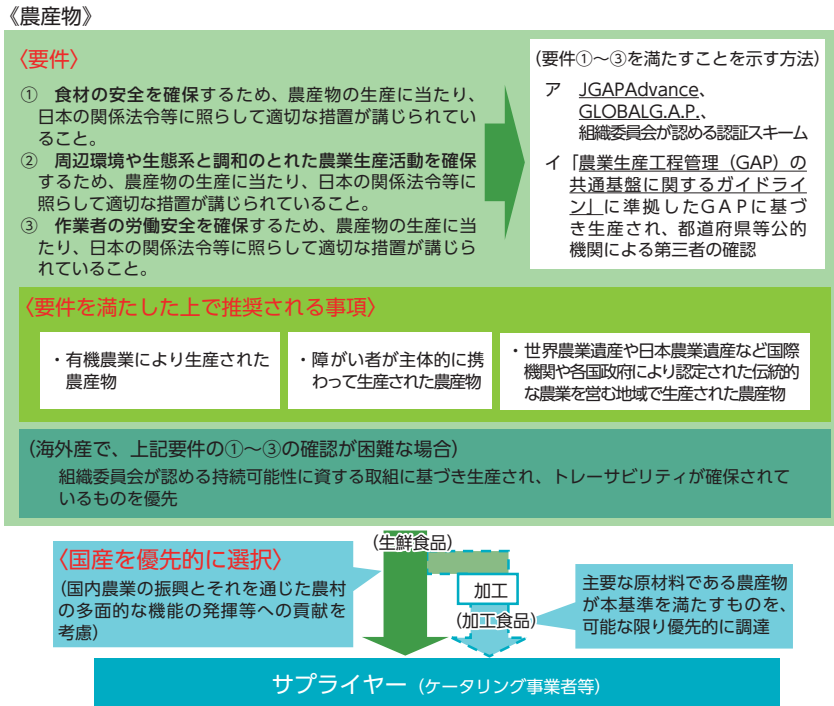 《農産物》
〈要件〉
① 食材の安全を確保するため、農産物の生産に当たり、
日本の関係法令等に照らして適切な措置が講じられてい
ること。
② 周辺環境や生態系と調和のとれた農業生産活動を確保
するため、農産物の生産に当たり、日本の関係法令等に
照らして適切な措置が講じられていること。
③ 作業者の労働安全を確保するため、農産物の生産に当
たり、日本の関係法令等に照らして適切な措置が講じら
れていること。
(要件①〜③を満たすことを示す方法)
ア JGAPAdvance、
GLOBALG.A.P.、
組織委員会が認める認証スキーム
イ 「農業生産工程管理（GAP）の
共通基盤に関するガイドライ
ン」に準拠したＧＡＰに基づ
き生産され、都道府県等公的
機関による第三者の確認
〈要件を満たした上で推奨される事項〉
・有機農業により生産された
農産物
・障がい者が主体的に携
わって生産された農産物
・世界農業遺産や日本農業遺産など国際
機関や各国政府により認定された伝統的
な農業を営む地域で生産された農産物
(海外産で、上記要件の①〜③の確認が困難な場合)
組織委員会が認める持続可能性に資する取組に基づき生産され、トレーサビリティが確保されて
いるものを優先
〈国産を優先的に選択〉
(国内農業の振興とそれを通じた農村
の多面的な機能の発揮等への貢献を
考慮)
(生鮮食品)
加工
(加工食品)
主要な原材料である農産物
が本基準を満たすものを、
可能な限り優先的に調達
サプライヤー (ケータリング事業者等)